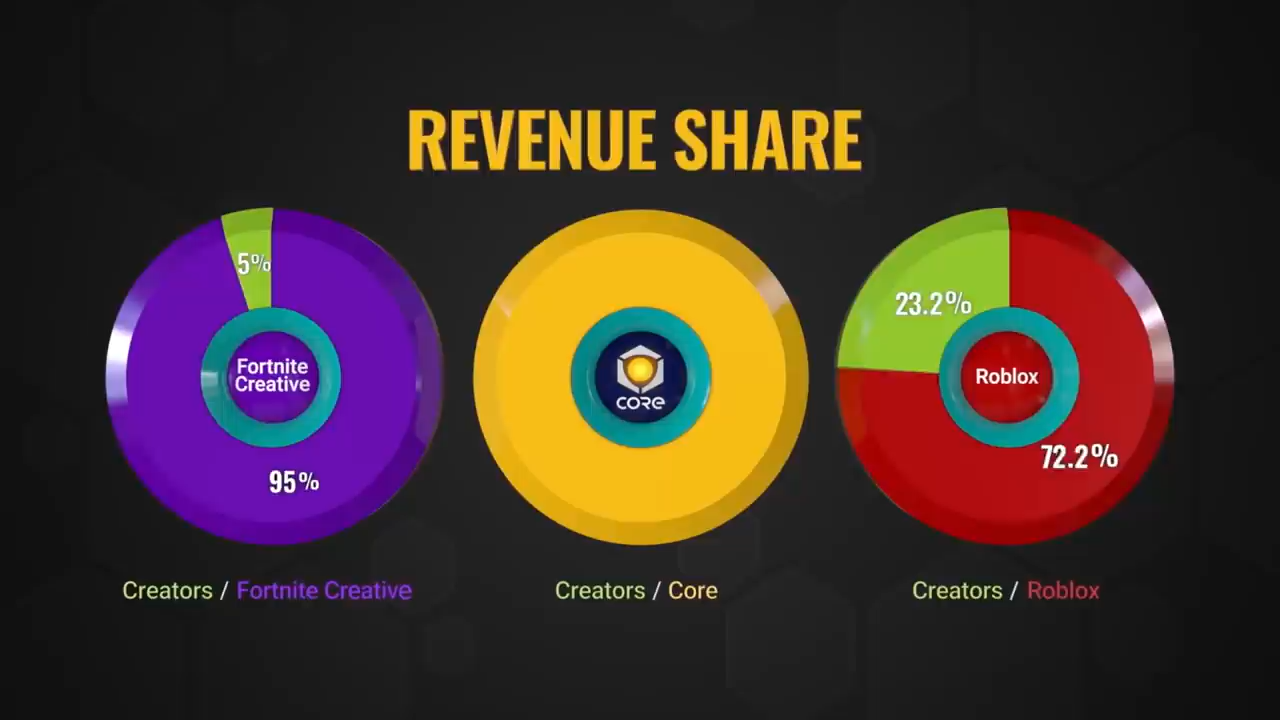 REVENUE SHARE
5%
Fortnite
Creative
95%
CORE
23.2%
Roblox
72.2%
Creators / Fortnite Creative
Creators / Core
Creators / Roblox